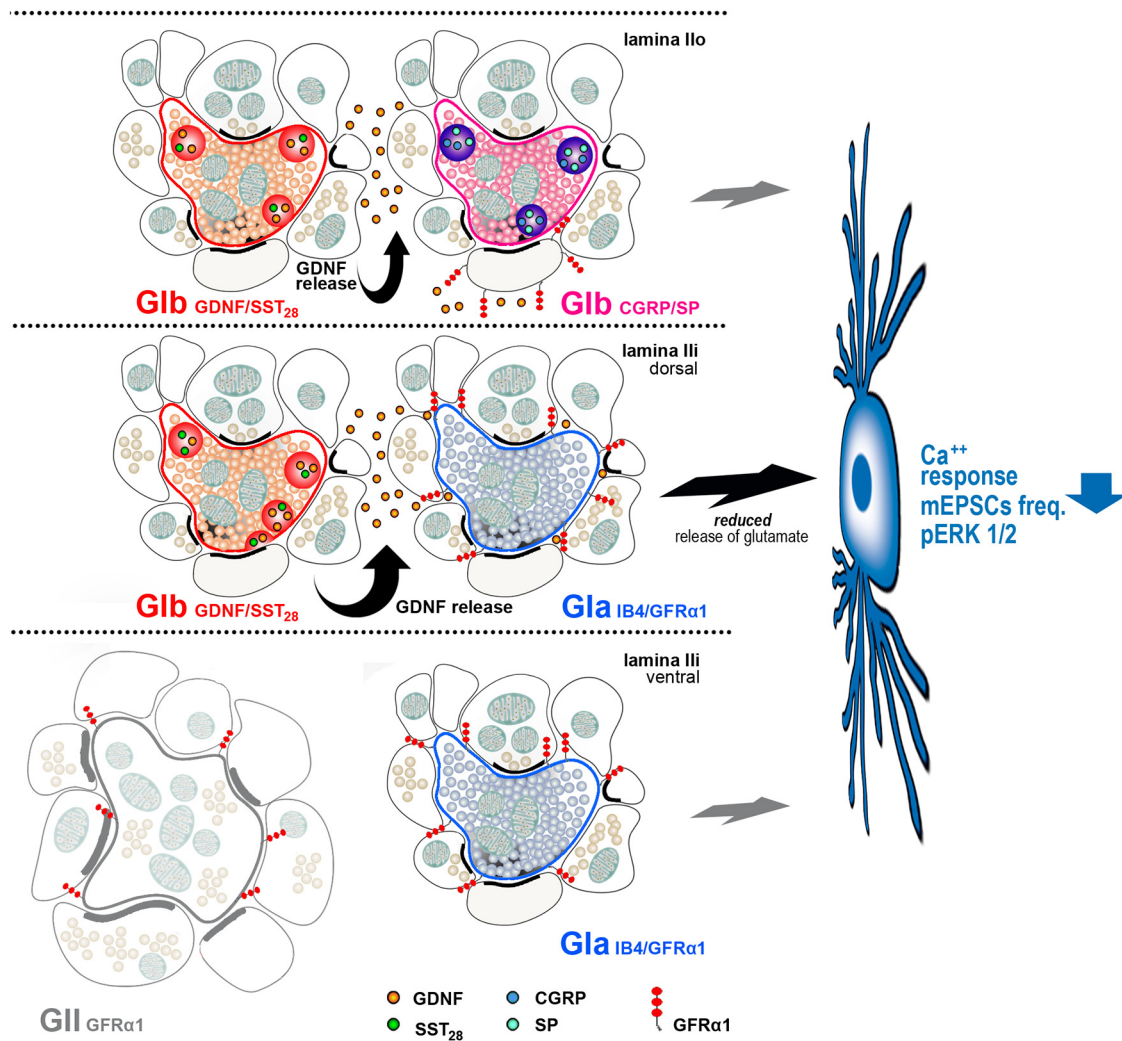 lamina IIo
GDNF
release
GIb GDNF/SST₂₈
GIb CGRP/SP
lamina IIi
dorsal
reduced
release of glutamate
Ca⁺⁺
response
mEPSCs freq.
pERK 1/2
GIb GDNF/SST₂₈
GDNF release
GIa IB4/GFRα1
lamina IIi
ventral
GIa IB4/GFRα1
GII GFRα1
GDNF
CGRP
SST₂₈
SP
GFRα1